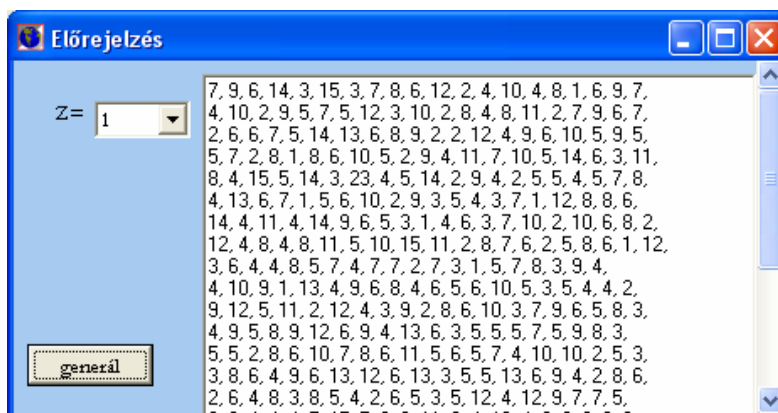 Előrejelzés
z=
1
7, 9, 6, 14, 3, 15, 3, 7, 8, 6, 12, 2, 4, 10, 4, 8, 1, 6, 9, 7,
4, 10, 2, 9, 5, 7, 5, 12, 3, 10, 2, 8, 4, 8, 11, 2, 7, 9, 6, 7,
2, 6, 6, 7, 5, 14, 13, 6, 8, 9, 2, 2, 12, 4, 9, 6, 10, 5, 9, 5,
5, 7, 2, 8, 1, 8, 6, 10, 5, 2, 9, 4, 11, 7, 10, 5, 14, 6, 3, 11,
8, 4, 15, 5, 14, 3, 23, 4, 5, 14, 2, 9, 4, 2, 5, 5, 4, 5, 7, 8,
4, 13, 6, 7, 1, 5, 6, 10, 2, 9, 3, 5, 4, 3, 7, 1, 12, 8, 8, 6,
14, 4, 11, 4, 14, 9, 6, 5, 3, 1, 4, 6, 3, 7, 10, 2, 10, 6, 8, 2,
12, 4, 8, 4, 8, 11, 5, 10, 15, 11, 2, 8, 7, 6, 2, 5, 8, 6, 1, 12,
3, 6, 4, 4, 8, 5, 7, 4, 7, 7, 2, 7, 3, 1, 5, 7, 8, 3, 9, 4,
4, 10, 9, 1, 13, 4, 9, 6, 8, 4, 6, 5, 6, 10, 5, 3, 5, 4, 4, 2,
9, 12, 5, 11, 2, 12, 4, 3, 9, 2, 8, 6, 10, 3, 7, 9, 6, 5, 8, 3,
4, 9, 5, 8, 9, 12, 6, 9, 4, 13, 6, 3, 5, 5, 5, 7, 5, 9, 8, 3,
5, 5, 2, 8, 6, 10, 7, 8, 6, 11, 5, 6, 5, 7, 4, 10, 10, 2, 5, 3,
3, 8, 6, 4, 9, 6, 13, 12, 6, 13, 3, 5, 5, 13, 6, 9, 4, 2, 8, 6,
2, 6, 4, 8, 3, 8, 5, 4, 2, 6, 5, 3, 5, 12, 4, 12, 9, 7, 7, 5,
generál